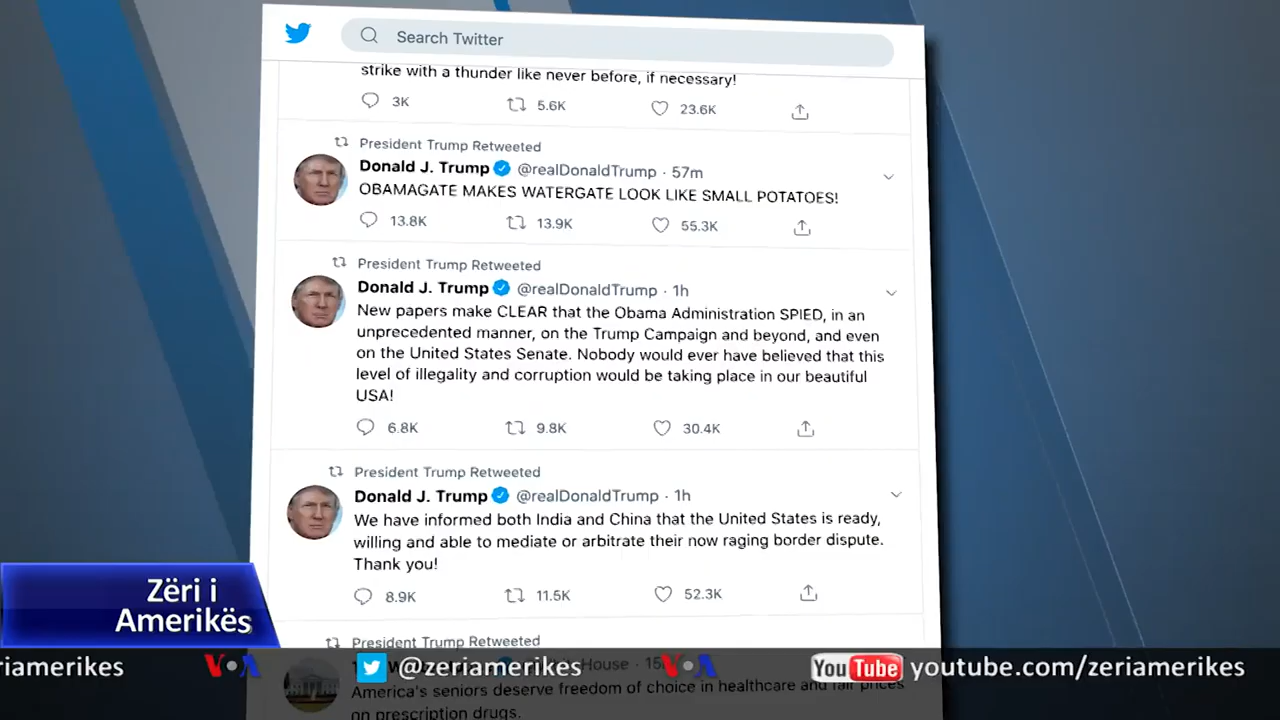 Search Twitter
strike with a thunder like never before, if necessary!
3K 5.6K 23.6K
President Trump Retweeted
Donald J. Trump @realDonaldTrump · 57m
OBAMAGATE MAKES WATERGATE LOOK LIKE SMALL POTATOES!
13.8K 13.9K 55.3K
President Trump Retweeted
Donald J. Trump @realDonaldTrump · 1h
New papers make CLEAR that the Obama Administration SPIED, in an
unprecedented manner, on the Trump Campaign and beyond, and even
on the United States Senate. Nobody would ever have believed that this
level of illegality and corruption would be taking place in our beautiful
USA!
6.8K 9.8K 30.4K
President Trump Retweeted
Donald J. Trump @realDonaldTrump · 1h
We have informed both India and China that the United States is ready,
willing and able to mediate or arbitrate their now raging border dispute.
Thank you!
8.9K 11.5K 52.3K
President Trump Retweeted
House
America's seniors deserve freedom of choice in healthcare and fair prices
on prescription drugs.
Zëri i
Amerikës
riamerikes VOA @zeriamerikes VOA YouTube youtube.com/zeriamerikes